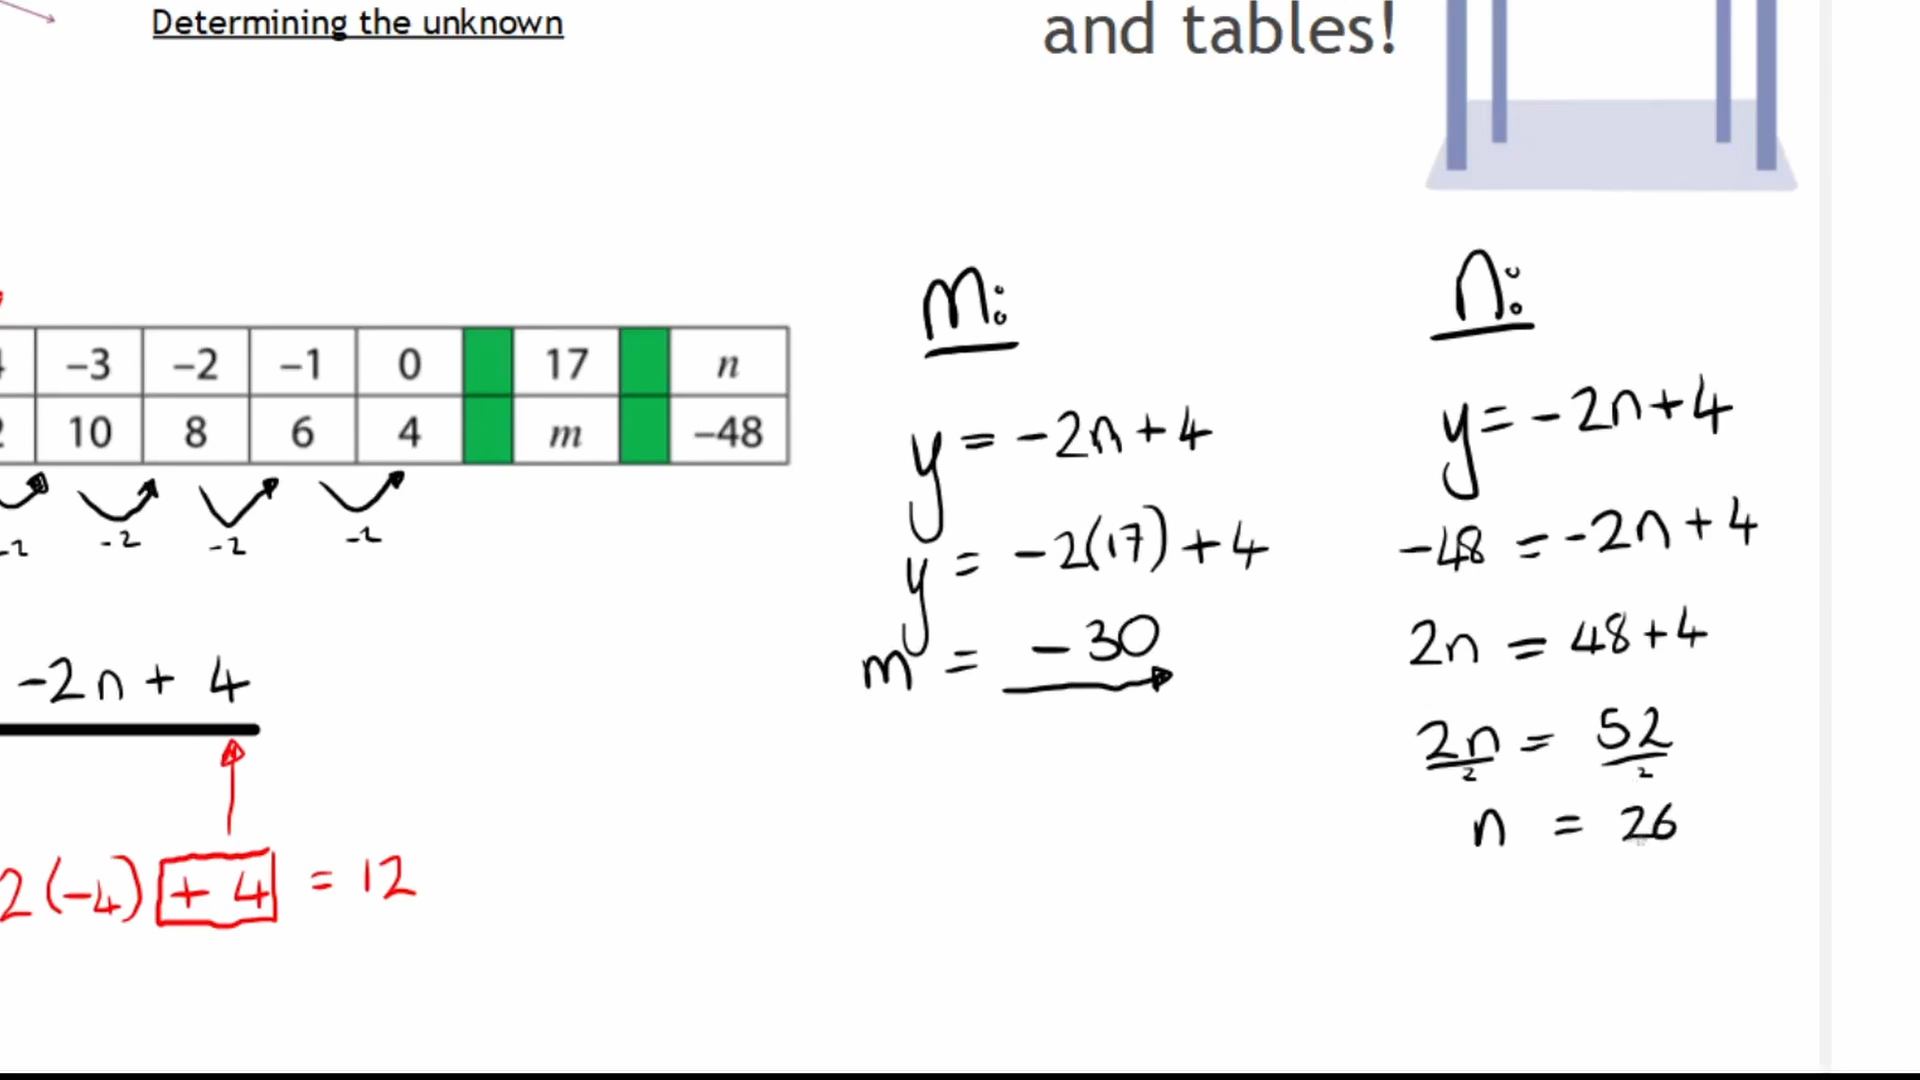 Determining the unknown
and tables!
-3 -2 -1 0 17 n
10 8 6 4 m -48
-2 -2 -2 -2
-2n + 4
2(-4) + 4 = 12
m:
y = -2n+4
y = -2(17)+4
m = -30
n:
y = -2n+4
-48 = -2n+4
2n = 48+4
2n/2 = 52/2
n = 26